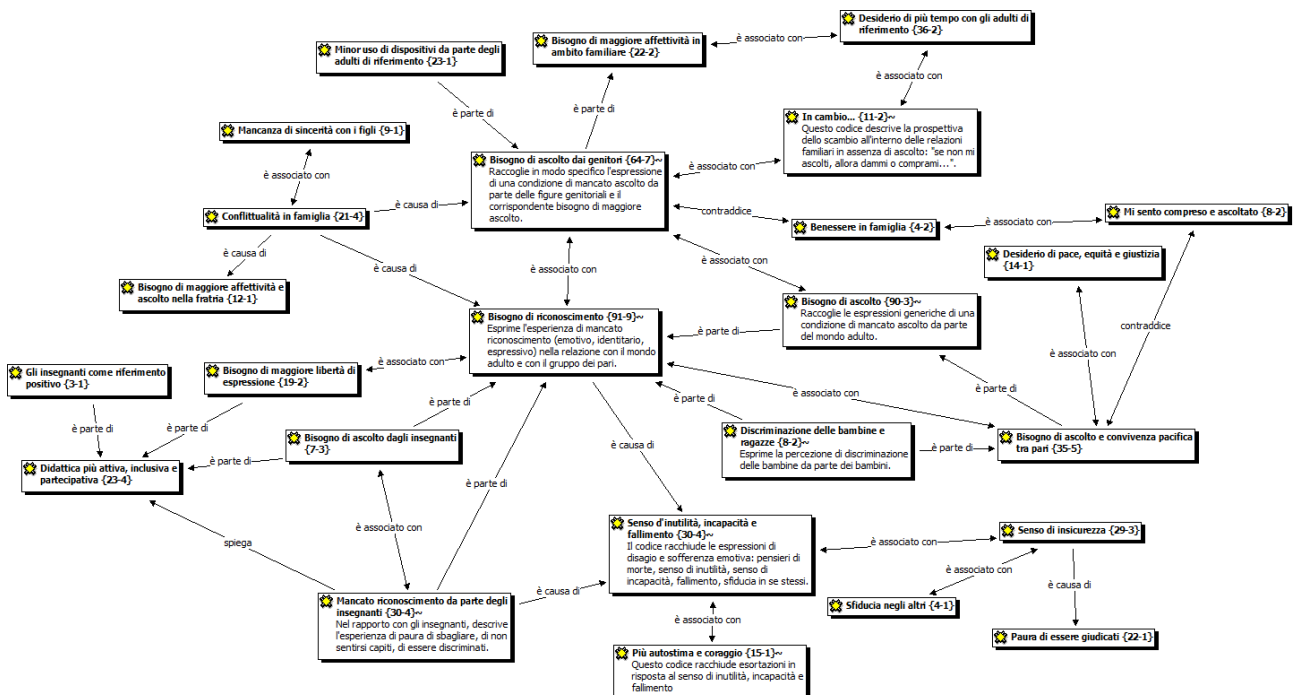 Desiderio di più tempo con gli adulti di
riferimento {36-2}
Bisogno di maggiore affettività in
ambito familiare {22-2}
è associato con
Minor uso di dispositivi da parte degli
adulti di riferimento {23-1}
è associato con
è parte di
è parte di
In cambio... {11-2}~
Questo codice descrive la prospettiva
dello scambio all'interno delle relazioni
familiari in assenza di ascolto: "se non mi
ascolti, allora dammi o comprami...".
Mancanza di sincerità con i figli {9-1}
Bisogno di ascolto dai genitori {64-7}~
Raccoglie in modo specifico l'espressione
di una condizione di mancato ascolto da
parte delle figure genitoriali e il
corrispondente bisogno di maggiore
ascolto.
è associato con
è associato con
Conflittualità in famiglia {21-4}
è causa di
contraddice
Benessere in famiglia {4-2}
è associato con
Mi sento compreso e ascoltato {8-2}
è causa di
è causa di
è associato con
è associato con
Desiderio di pace, equità e giustizia
{14-1}
Bisogno di maggiore affettività e
ascolto nella fratria {12-1}
Bisogno di riconoscimento {91-9}~
Esprime l'esperienza di mancato
riconoscimento (emotivo, identitario,
espressivo) nella relazione con il mondo
adulto e con il gruppo dei pari.
è parte di
Bisogno di ascolto {90-3}~
Raccoglie le espressioni generiche di una
condizione di mancato ascolto da parte
del mondo adulto.
contraddice
è associato con
Gli insegnanti come riferimento
positivo {3-1}
Bisogno di maggiore libertà di
espressione {19-2}
è associato con
è associato con
è parte di
è parte di
è parte di
è parte di
è parte di
Bisogno di ascolto dagli insegnanti
{7-3}
è causa di
Discriminazione delle bambine e
ragazze {8-2}~
Esprime la percezione di discriminazione
delle bambine da parte dei bambini.
è parte di
Bisogno di ascolto e convivenza pacifica
tra pari {35-5}
Didattica più attiva, inclusiva e
partecipativa {23-4}
è parte di
è parte di
è associato con
spiega
Senso d'inutilità, incapacità e
fallimento {30-4}~
Il codice racchiude le espressioni di
disagio e sofferenza emotiva: pensieri di
morte, senso di inutilità, senso di
incapacità, fallimento, sfiducia in se stessi.
è associato con
Senso di insicurezza {29-3}
è associato con
è causa di
è causa di
Mancato riconoscimento da parte degli
insegnanti {30-4}~
Nel rapporto con gli insegnanti, descrive
l'esperienza di paura di sbagliare, di non
sentirsi capiti, di essere discriminati.
Sfiducia negli altri {4-1}
è associato con
Paura di essere giudicati {22-1}
Più autostima e coraggio {15-1}~
Questo codice racchiude esortazioni in
risposta al senso di inutilità, incapacità e
fallimento